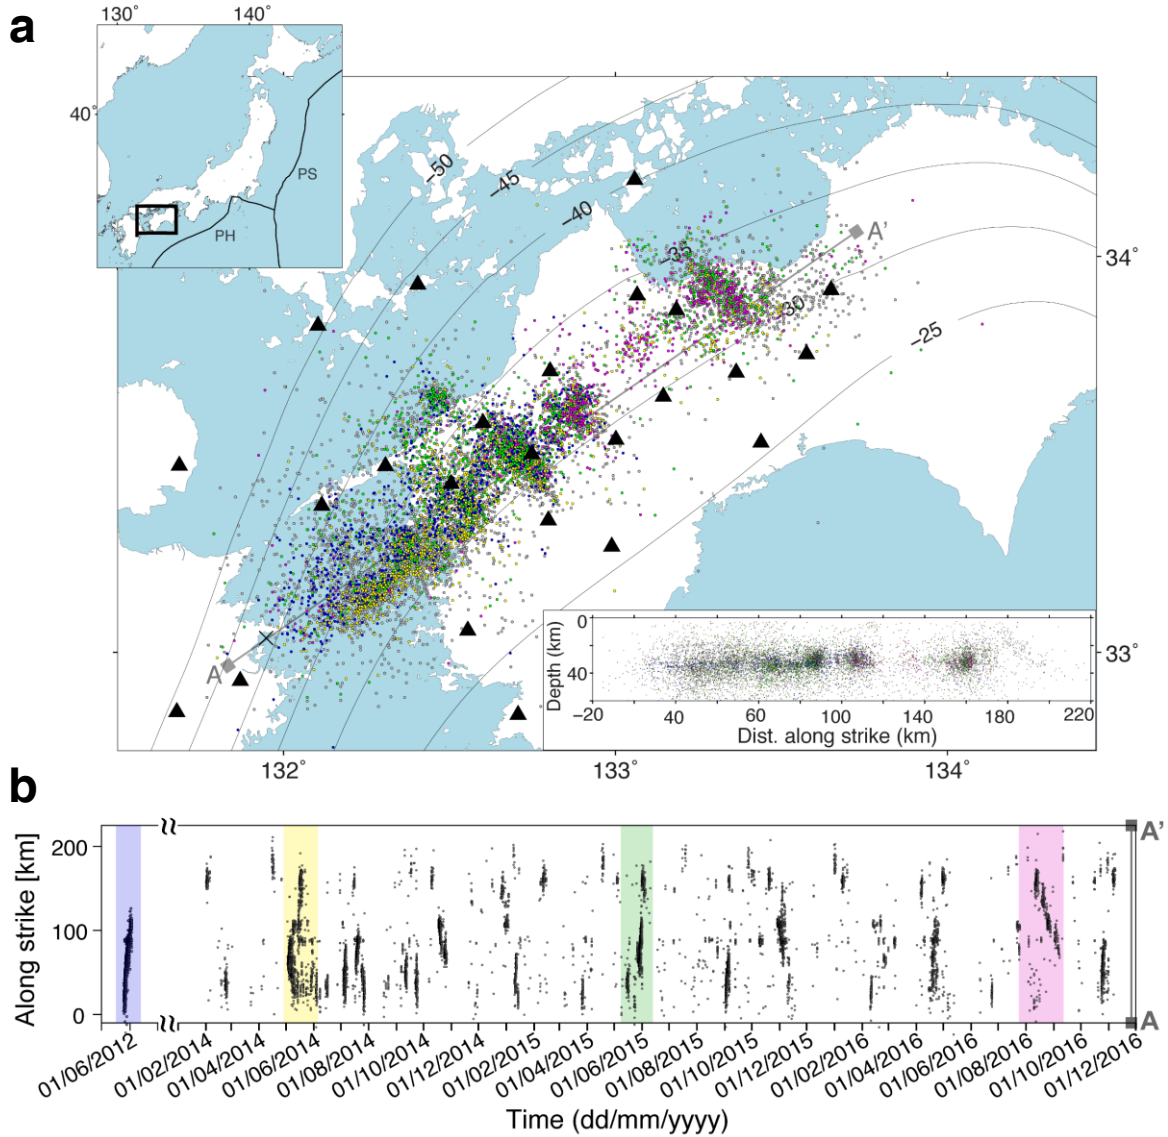 a
130˚ 140˚
40˚
PS
PH
−50
−45
−40
−35
−30
−25
A'
A
34˚
33˚
0
40
Depth (km)
−20 40 60 100 140 180 220
Dist. along strike (km)
132˚ 133˚ 134˚
b
200
100
0
Along strike [km]
A'
A
01/06/2012 01/02/2014 01/04/2014 01/06/2014 01/08/2014 01/10/2014 01/12/2014 01/02/2015 01/04/2015 01/06/2015 01/08/2015 01/10/2015 01/12/2015 01/02/2016 01/04/2016 01/06/2016 01/08/2016 01/10/2016 01/12/2016
Time (dd/mm/yyyy)